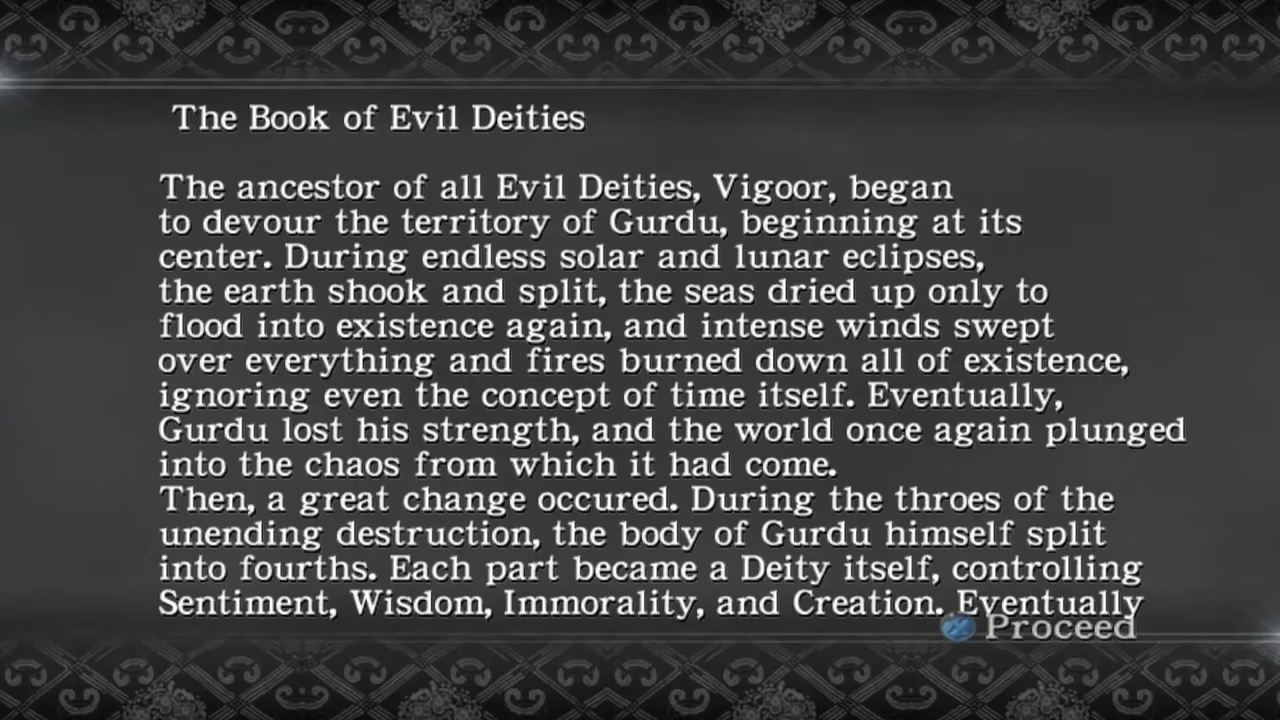 The Book of Evil Deities
The ancestor of all Evil Deities, Vigoor, began
to devour the territory of Gurdu, beginning at its
center. During endless solar and lunar eclipses,
the earth shook and split, the seas dried up only to
flood into existence again, and intense winds swept
over everything and fires burned down all of existence,
ignoring even the concept of time itself. Eventually,
Gurdu lost his strength, and the world once again plunged
into the chaos from which it had come.
Then, a great change occured. During the throes of the
unending destruction, the body of Gurdu himself split
into fourths. Each part became a Deity itself, controlling
Sentiment, Wisdom, Immorality, and Creation. Eventually
Proceed